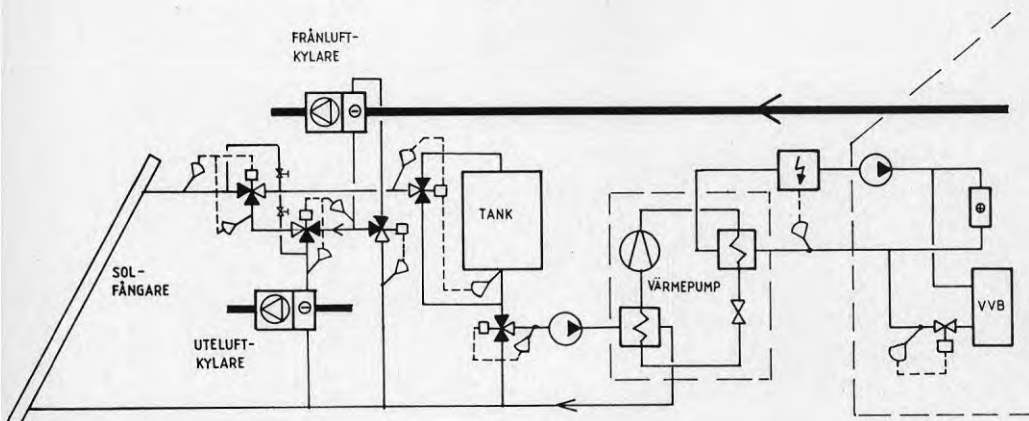 FRÅNLUFT-
KYLARE
TANK
SOL-
FÅNGARE
VÄRMEPUMP
VVB
UTELUFT-
KYLARE